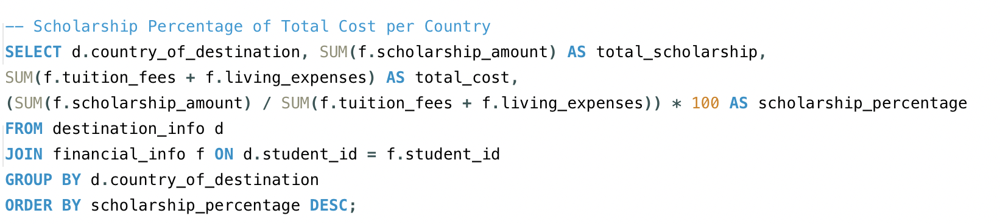 -- Scholarship Percentage of Total Cost per Country
SELECT d.country_of_destination, SUM(f.scholarship_amount) AS total_scholarship,
SUM(f.tuition_fees + f.living_expenses) AS total_cost,
(SUM(f.scholarship_amount) / SUM(f.tuition_fees + f.living_expenses)) * 100 AS scholarship_percentage
FROM destination_info d
JOIN financial_info f ON d.student_id = f.student_id
GROUP BY d.country_of_destination
ORDER BY scholarship_percentage DESC;